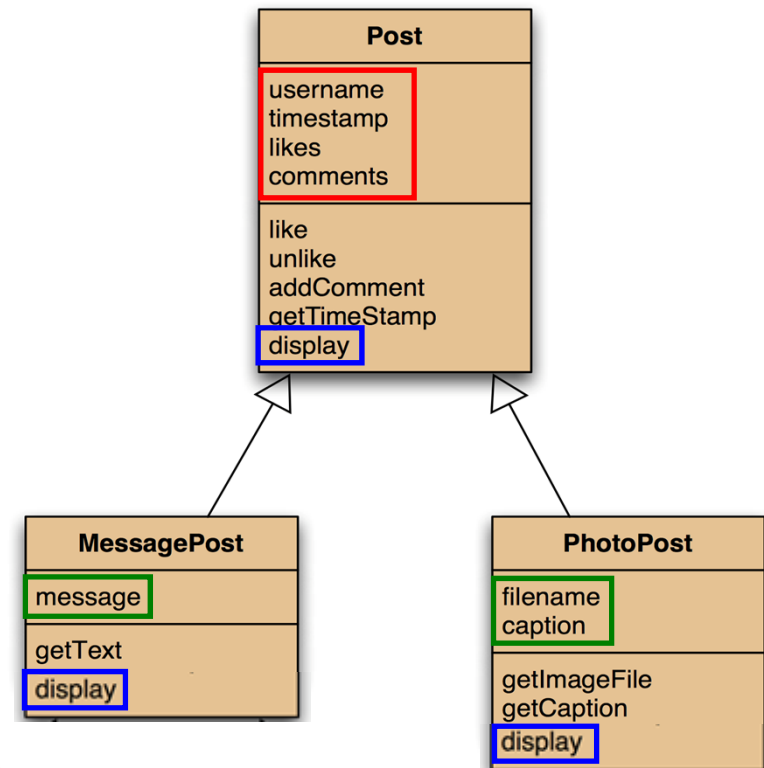 Post
username
timestamp
likes
comments
like
unlike
addComment
getTimeStamp
display
MessagePost
message
getText
display
PhotoPost
filename
caption
getImageFile
getCaption
display